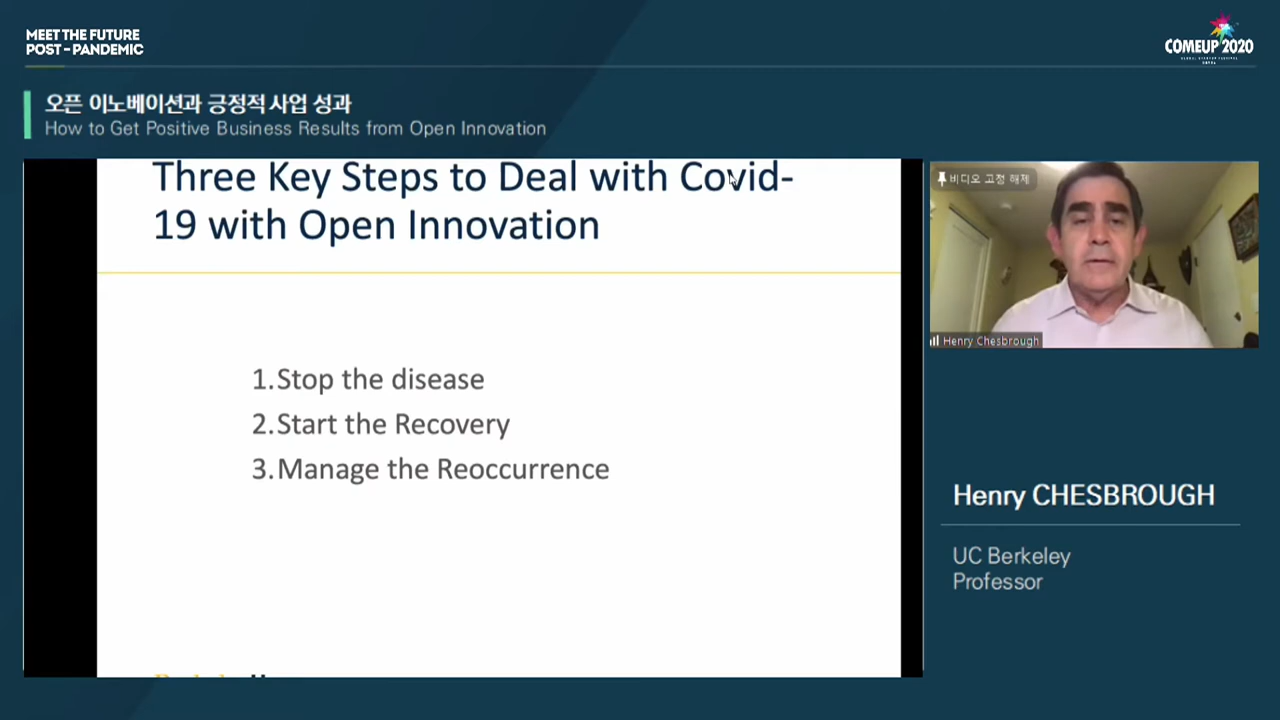 MEET THE FUTURE
POST-PANDEMIC
COMEUP 2020
오픈 이노베이션과 긍정적 사업 성과
How to Get Positive Business Results from Open Innovation
Three Key Steps to Deal with Covid-
19 with Open Innovation
1.Stop the disease
2.Start the Recovery
3.Manage the Reoccurrence
비디오 고정 해제
Henry Chesbrough
Henry CHESBROUGH
UC Berkeley
Professor